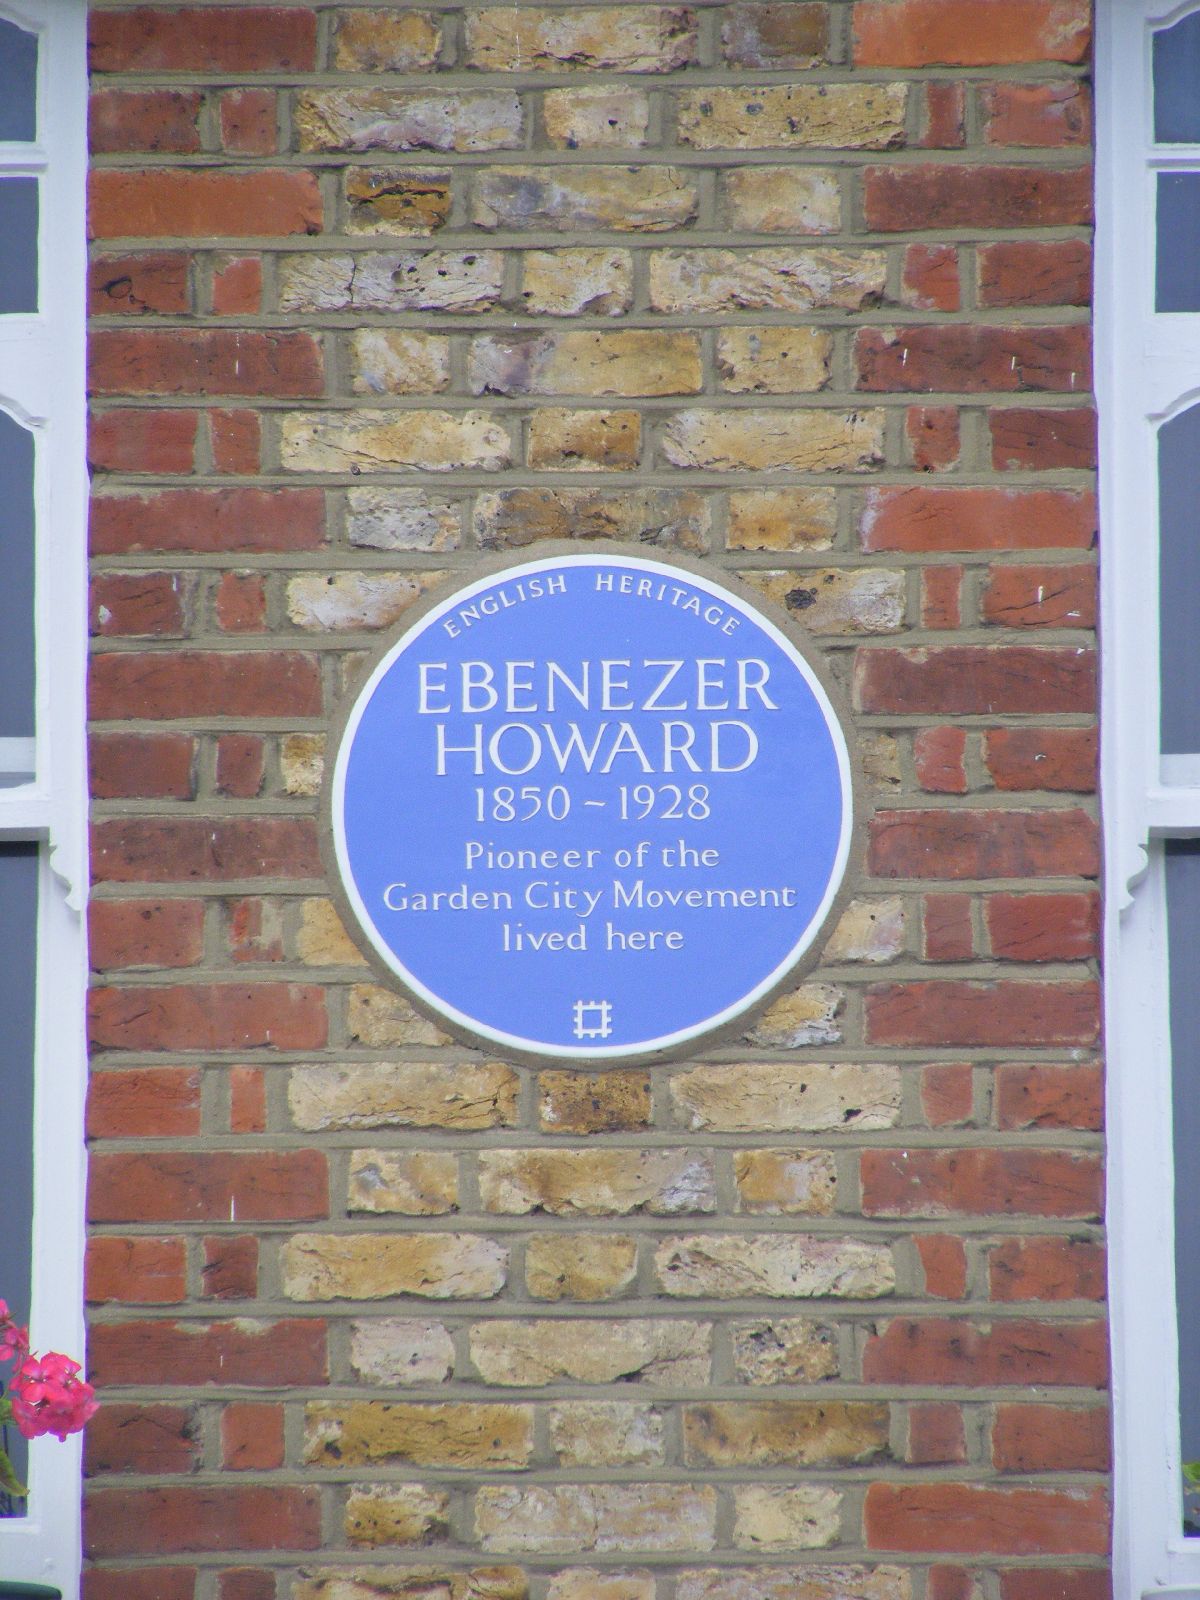 ENGLISH HERITAGE
EBENEZER
HOWARD
1850 ~ 1928
Pioneer of the
Garden City Movement
lived here